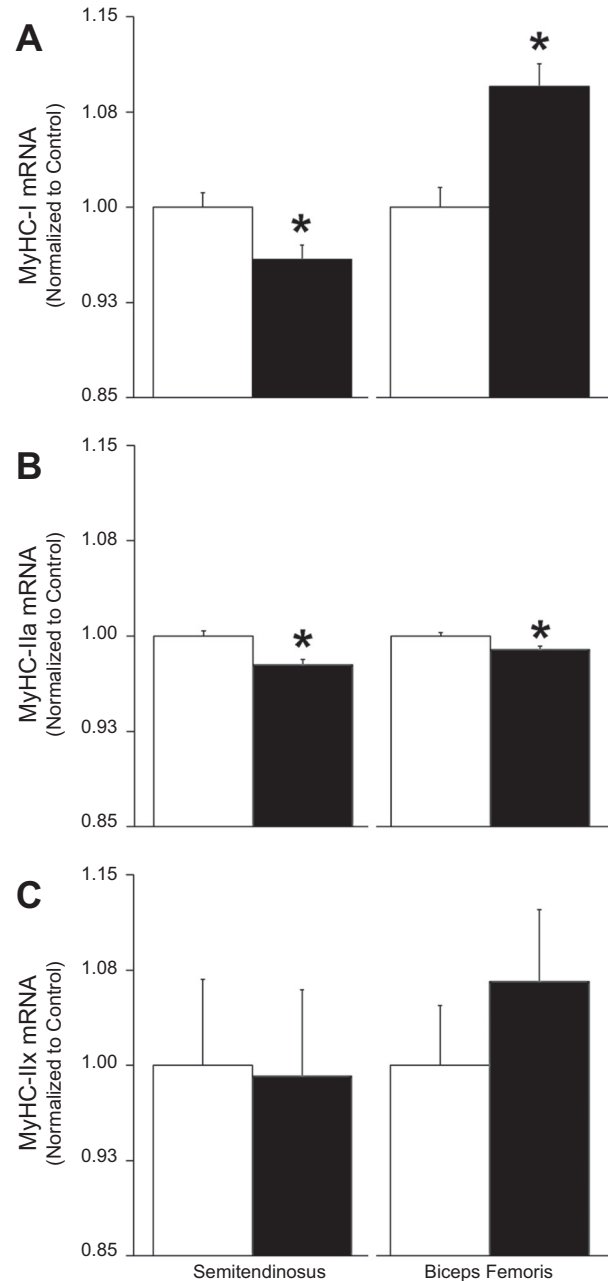 A
MyHC-I mRNA
(Normalized to Control)
1.15
1.08
1.00
0.93
0.85
*
*
B
MyHC-IIa mRNA
(Normalized to Control)
1.15
1.08
1.00
0.93
0.85
*
*
C
MyHC-IIx mRNA
(Normalized to Control)
1.15
1.08
1.00
0.93
0.85
Semitendinosus
Biceps Femoris